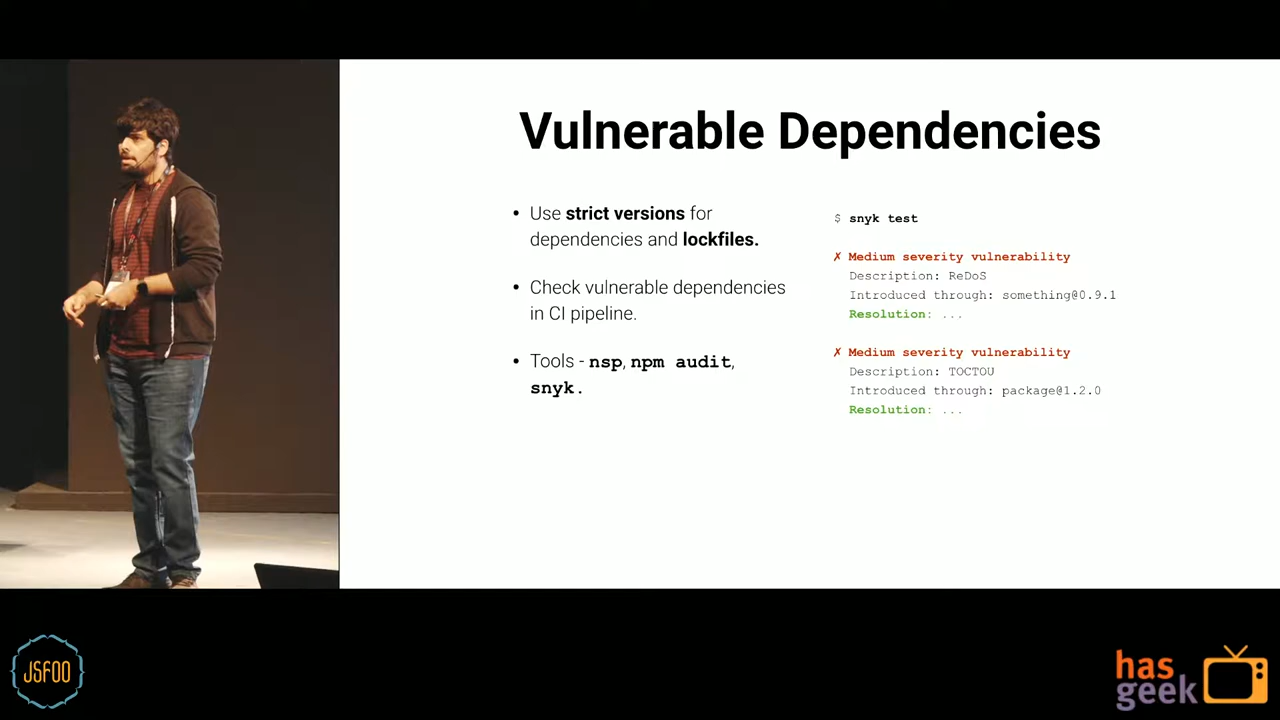 Vulnerable Dependencies
• Use strict versions for
dependencies and lockfiles.
• Check vulnerable dependencies
in CI pipeline.
• Tools - nsp, npm audit,
snyk.
$ snyk test
✗ Medium severity vulnerability
Description: ReDoS
Introduced through: something@0.9.1
Resolution: ...
✗ Medium severity vulnerability
Description: TOCTOU
Introduced through: package@1.2.0
Resolution: ...
JSFOO
has
geek